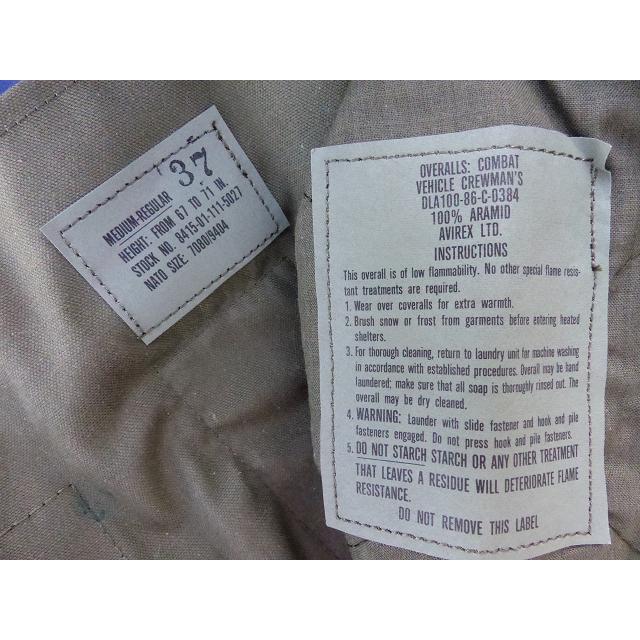 37
MEDIUM-REGULAR
HEIGHT: FROM 67 TO 71 IN.
STOCK NO. 8415-01-111-5027
NATO SIZE: 7080/9404
OVERALLS: COMBAT
VEHICLE CREWMAN'S
DLA100-86-C-0384
100% ARAMID
AVIREX LTD.
INSTRUCTIONS
This overall is of low flammability. No other special flame resis-
tant treatments are required.
1. Wear over coveralls for extra warmth.
2. Brush snow or frost from garments before entering heated
shelters.
3. For thorough cleaning, return to laundry unit for machine washing
in accordance with established procedures. Overall may be hand
laundered: make sure that all soap is thoroughly rinsed out. The
overall may be dry cleaned.
4. WARNING: Launder with slide fastener and hook and pile
fasteners engaged. Do not press hook and pile fasteners.
5. DO NOT STARCH STARCH OR ANY OTHER TREATMENT
THAT LEAVES A RESIDUE WILL DETERIORATE FLAME
RESISTANCE.
DO NOT REMOVE THIS LABEL